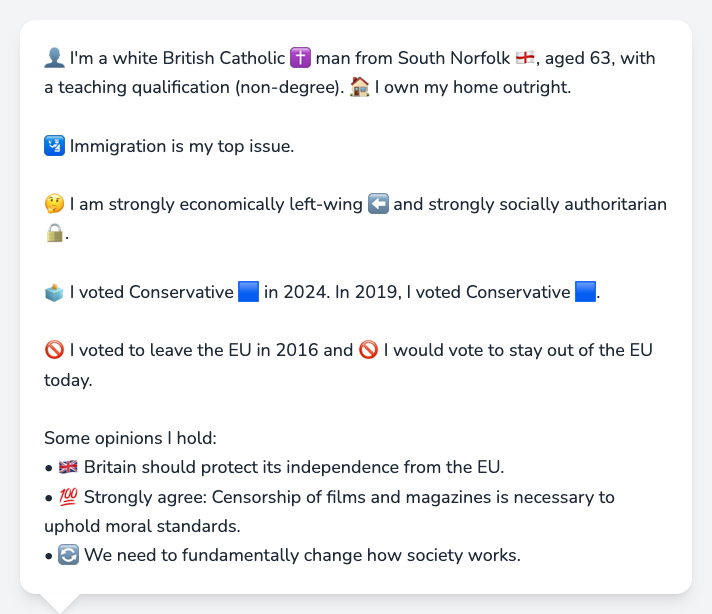 👤 I'm a white British Catholic ✝️ man from South Norfolk 🏴󠁧󠁢󠁥󠁮󠁧󠁿, aged 63, with
a teaching qualification (non-degree). 🏠 I own my home outright.
🛂 Immigration is my top issue.
🤔 I am strongly economically left-wing ⬅️ and strongly socially authoritarian
🔒.
🗳️ I voted Conservative 🟦 in 2024. In 2019, I voted Conservative 🟦.
🚫 I voted to leave the EU in 2016 and 🚫 I would vote to stay out of the EU
today.
Some opinions I hold:
• 🇬🇧 Britain should protect its independence from the EU.
• 💯 Strongly agree: Censorship of films and magazines is necessary to
uphold moral standards.
• 🔄 We need to fundamentally change how society works.